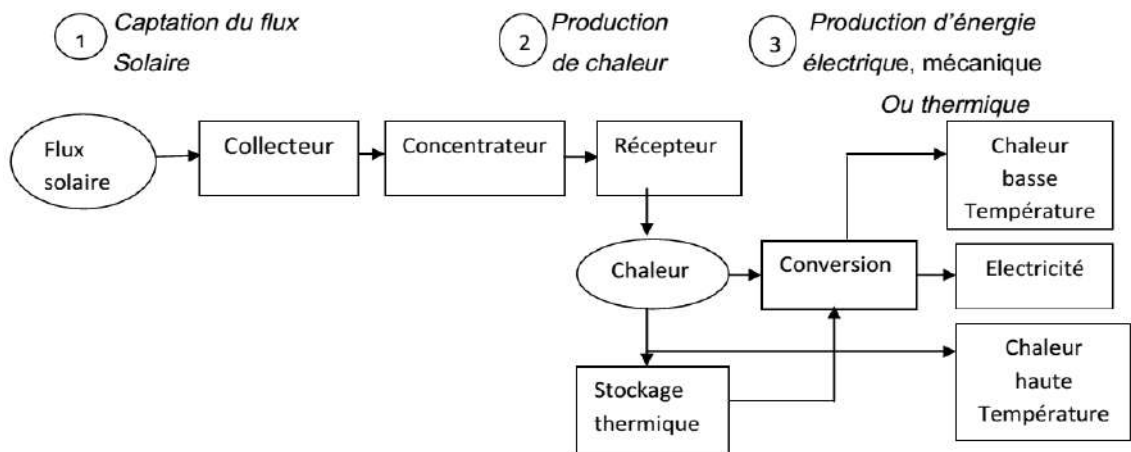 1 Captation du flux
Solaire
2 Production
de chaleur
3 Production d'énergie
électrique, mécanique
Ou thermique
Flux
solaire
Collecteur
Concentrateur
Récepteur
Chaleur
basse
Température
Chaleur
Conversion
Electricité
Stockage
thermique
Chaleur
haute
Température